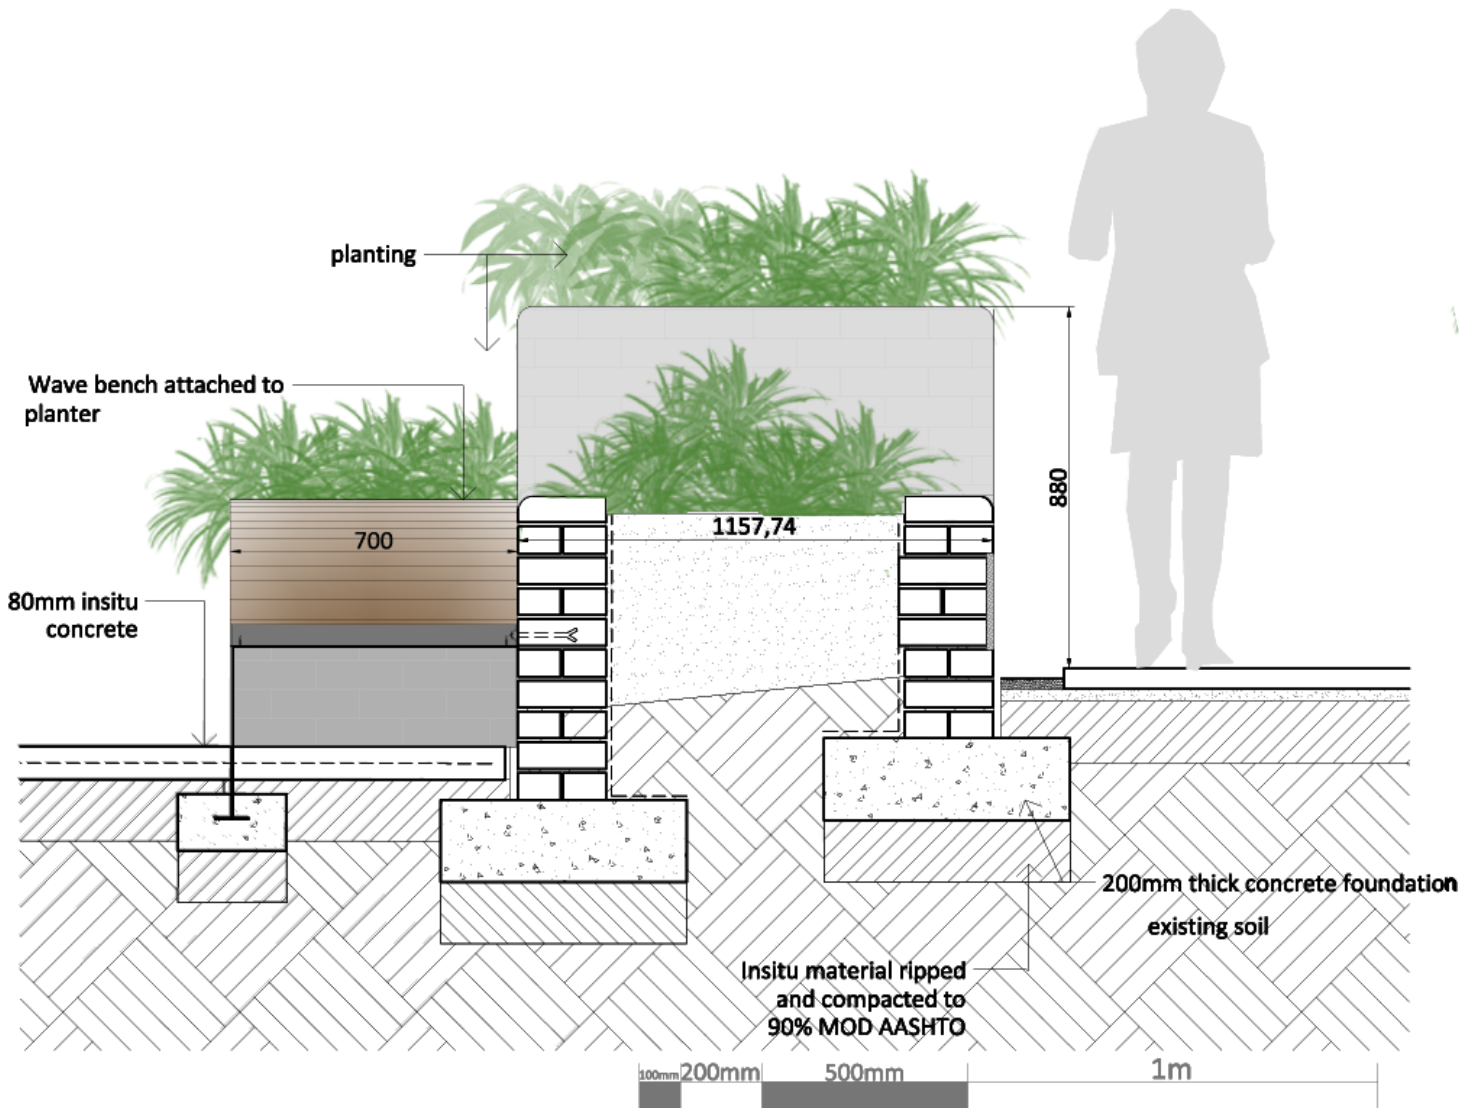 planting
Wave bench attached to
planter
880
1157,74
700
80mm insitu
concrete
200mm thick concrete foundation
existing soil
Insitu material ripped
and compacted to
90% MOD AASHTO
100mm 200mm 500mm 1m